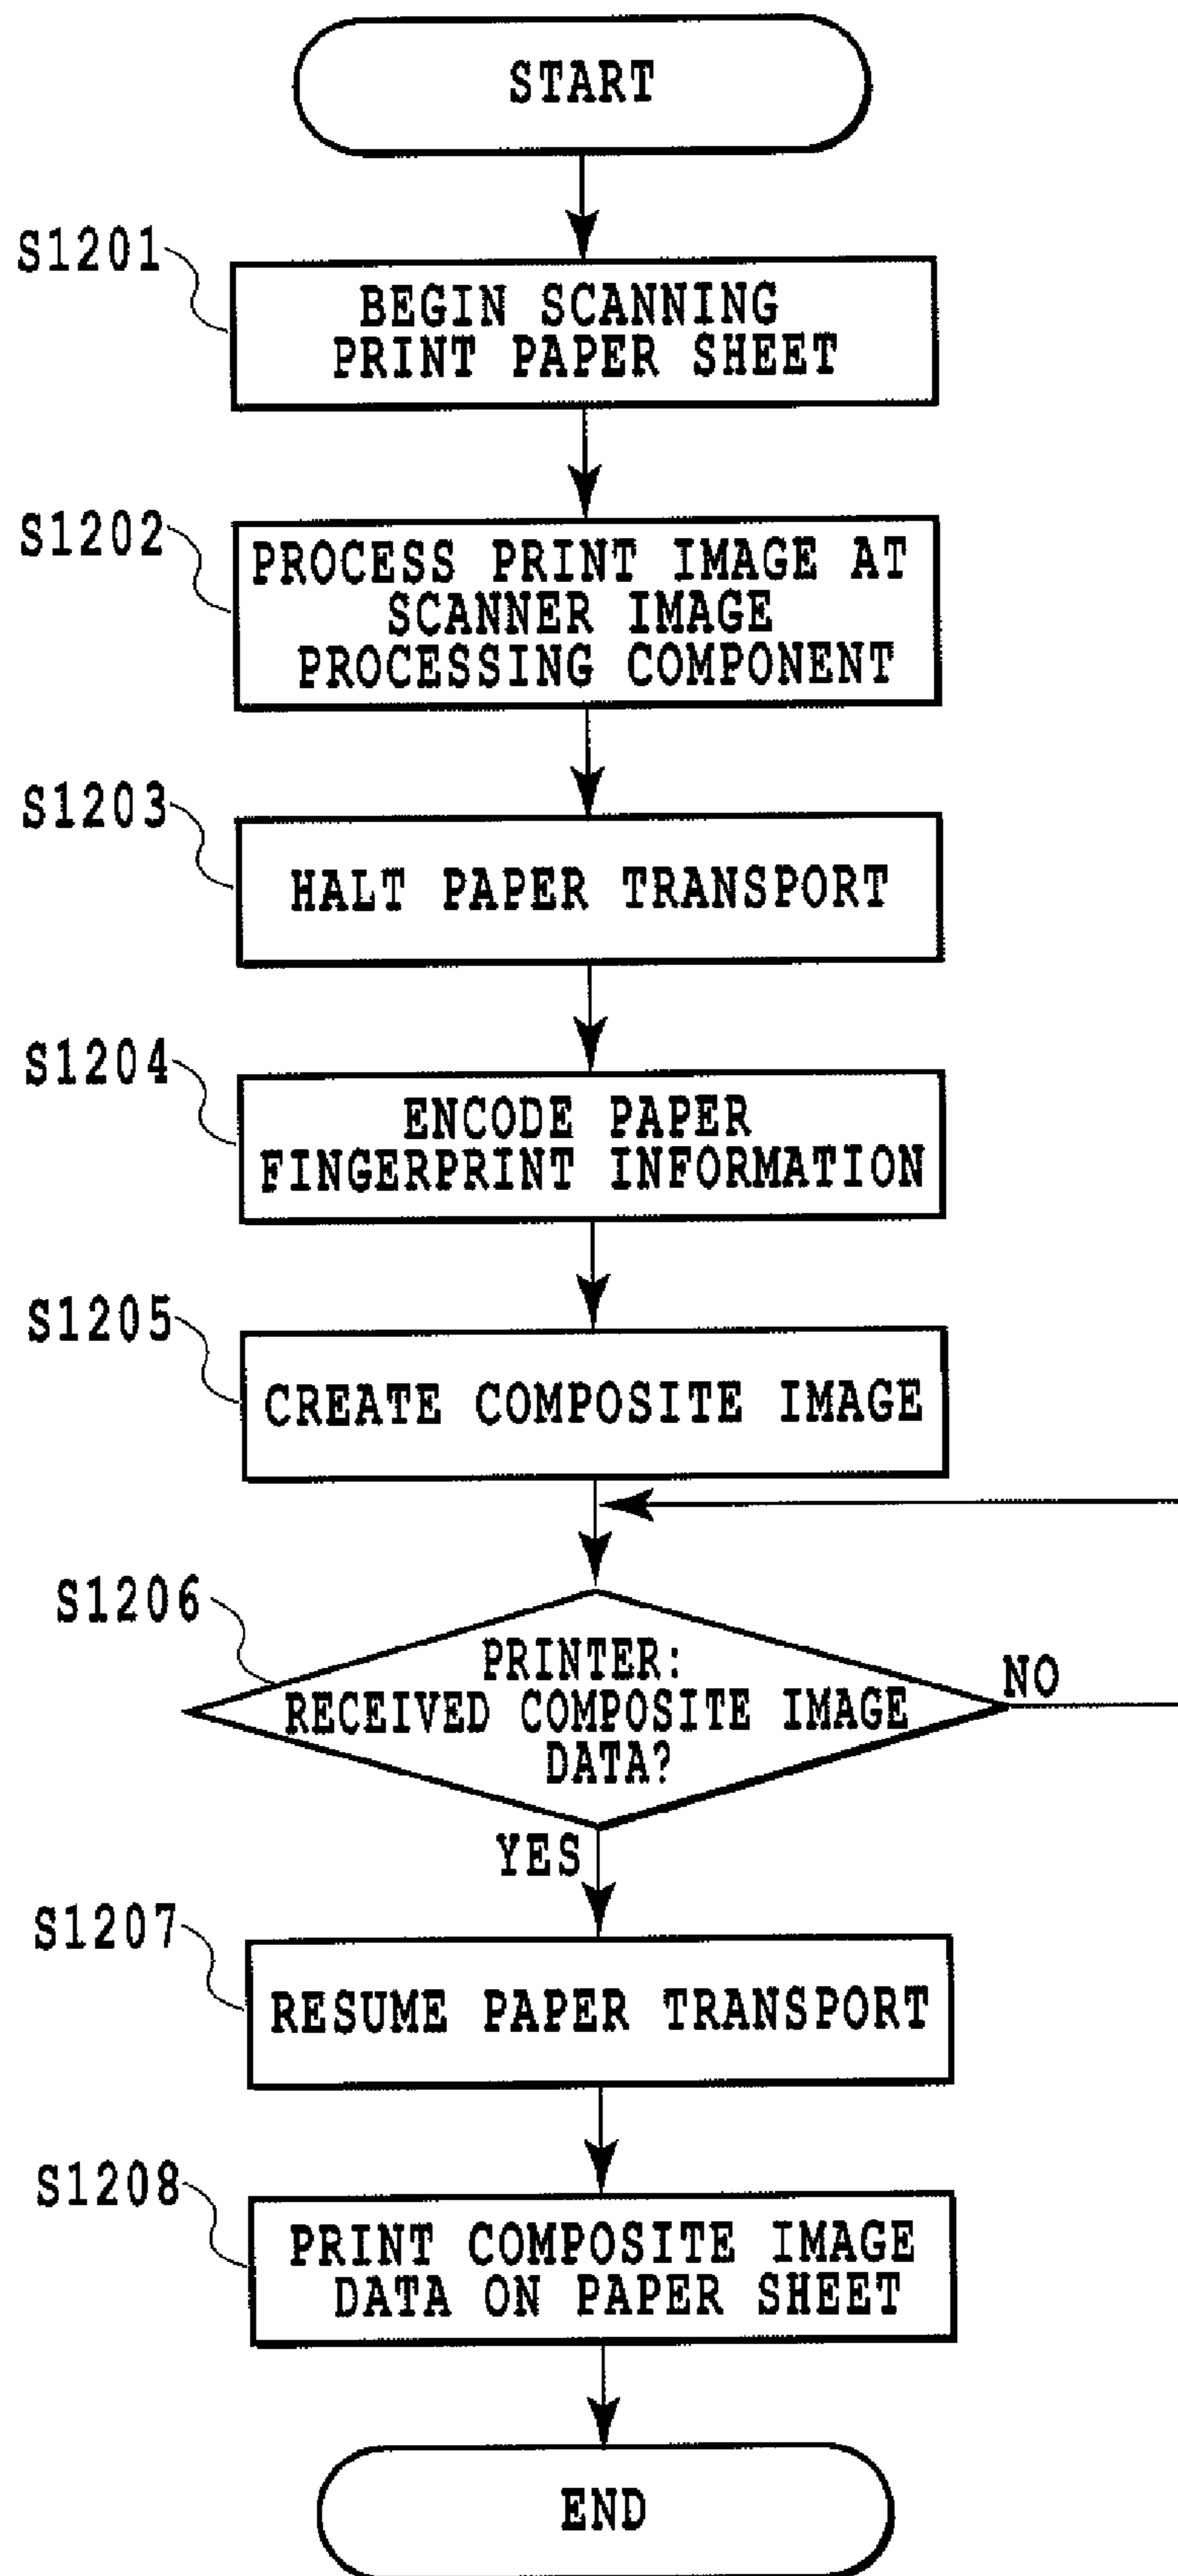 START
S1201
BEGIN SCANNING
PRINT PAPER SHEET
S1202
PROCESS PRINT IMAGE AT
SCANNER IMAGE
PROCESSING COMPONENT
S1203
HALT PAPER TRANSPORT
S1204
ENCODE PAPER
FINGERPRINT INFORMATION
S1205
CREATE COMPOSITE IMAGE
S1206
PRINTER:
RECEIVED COMPOSITE IMAGE
DATA?
NO
YES
S1207
RESUME PAPER TRANSPORT
S1208
PRINT COMPOSITE IMAGE
DATA ON PAPER SHEET
END